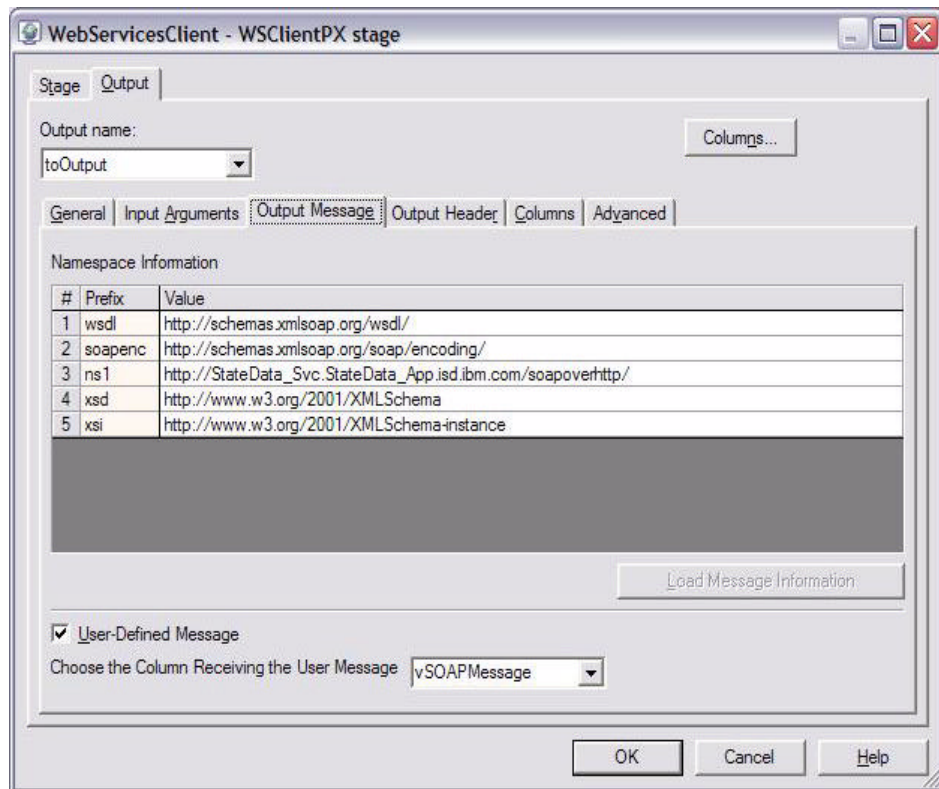 WebServicesClient - WSClientPX stage
Stage Output
Output name:
Columns...
toOutput
General Input Arguments Output Message Output Header Columns Advanced
Namespace Information
# Prefix Value
1 wsdl http://schemas.xmlsoap.org/wsdl/
2 soapenc http://schemas.xmlsoap.org/soap/encoding/
3 ns1 http://StateData_Svc.StateData_App.isd.ibm.com/soapoverhttp/
4 xsd http://www.w3.org/2001/XMLSchema
5 xsi http://www.w3.org/2001/XMLSchema-instance
Load Message Information
User-Defined Message
Choose the Column Receiving the User Message vSOAPMessage
OK Cancel Help